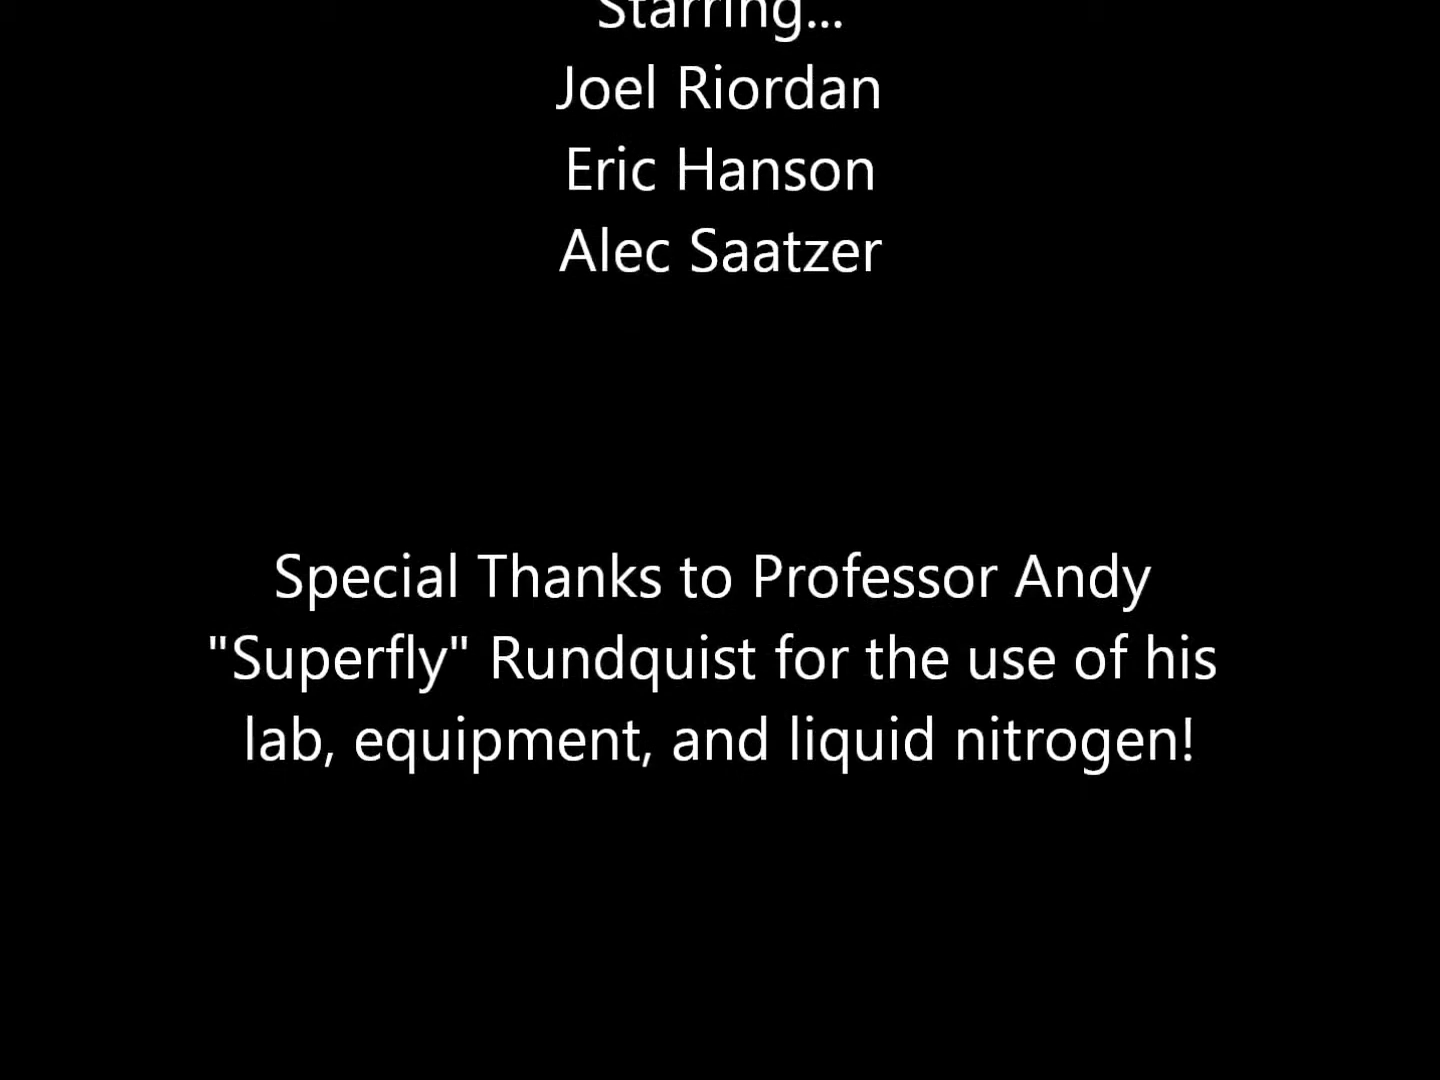 Starring...
Joel Riordan
Eric Hanson
Alec Saatzer
Special Thanks to Professor Andy
"Superfly" Rundquist for the use of his
lab, equipment, and liquid nitrogen!